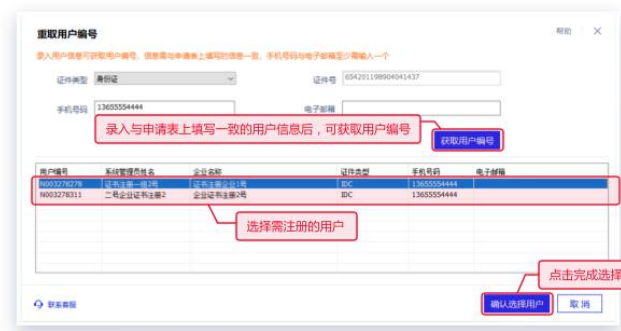 重取用户编号
帮助
录入用户信息可获取用户编号，信息需与申请表上填写的信息一致，手机号码与电子邮箱至少需输入一个
证件类型 身份证 证件号 654201198904041437
手机号码 13655554444 电子邮箱
录入与申请表上填写一致的用户信息后，可获取用户编号
获取用户编号
用户编号 系统管理员姓名 企业名称 证件类型 手机号码 电子邮箱
N003278278 证书注册一组2号 证书注册企业1号 IDC 13655554444
N003278311 二号企业证书注册2 企业证书注册2号 IDC 13655554444
选择需注册的用户
点击完成选择
联系客服 确认选择用户 取消